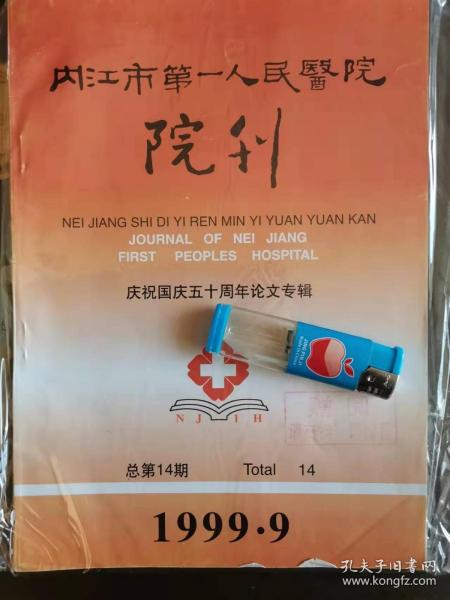 内江市第一人民醫院
院刊
NEI JIANG SHI DI YI REN MIN YI YUAN YUAN KAN
JOURNAL OF NEI JIANG
FIRST PEOPLES HOSPITAL
庆祝国庆五十周年论文专辑
N J 1 H
总第14期 Total 14
1999·9
孔夫子旧书网
www.kongfz.com